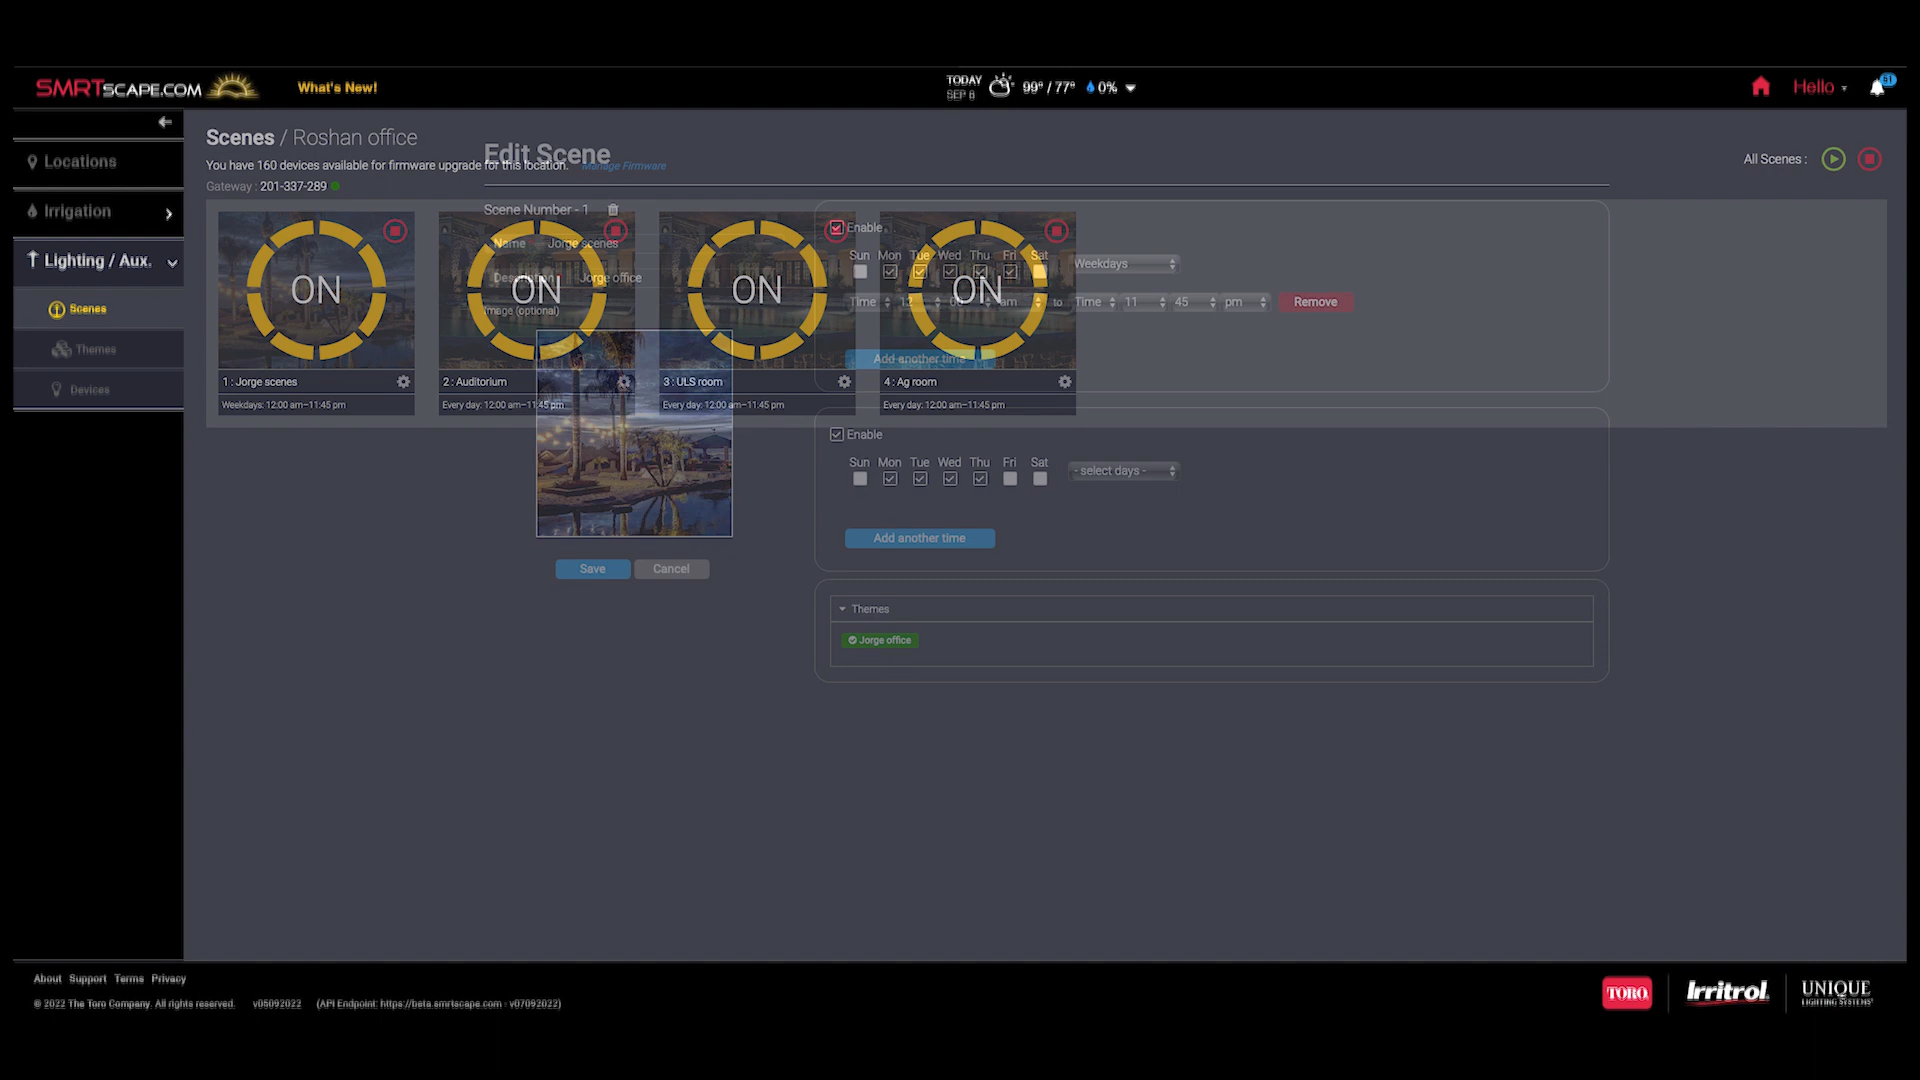 SMRTSCAPE.COM
What's New!
TODAY
SEP 8
99° / 77°
0%
Hello
51
Locations
Irrigation
Lighting / Aux.
Scenes
Themes
Devices
Scenes / Roshan office
You have 160 devices available for firmware upgrade for this location. Manage Firmware
Gateway : 201-337-289
All Scenes :
ON
ON
ON
ON
1 : Jorge scenes
2 : Auditorium
3 : ULS room
4 : Ag room
Weekdays: 12:00 am–11:45 pm
Every day: 12:00 am–11:45 pm
Every day: 12:00 am–11:45 pm
Every day: 12:00 am–11:45 pm
Edit Scene
Scene Number - 1
Name Jorge scenes
Description Jorge office
Image (optional)
Save
Cancel
Enable
Sun Mon Tue Wed Thu Fri Sat
Weekdays
Time 12 00 am to Time 11 45 pm Remove
Add another time
Enable
Sun Mon Tue Wed Thu Fri Sat
- select days -
Add another time
Themes
Jorge office
About Support Terms Privacy
© 2022 The Toro Company. All rights reserved. v05092022 (API Endpoint: https://beta.smrtscape.com - v07092022)
TORO
Irritrol
UNIQUE
LIGHTING SYSTEMS